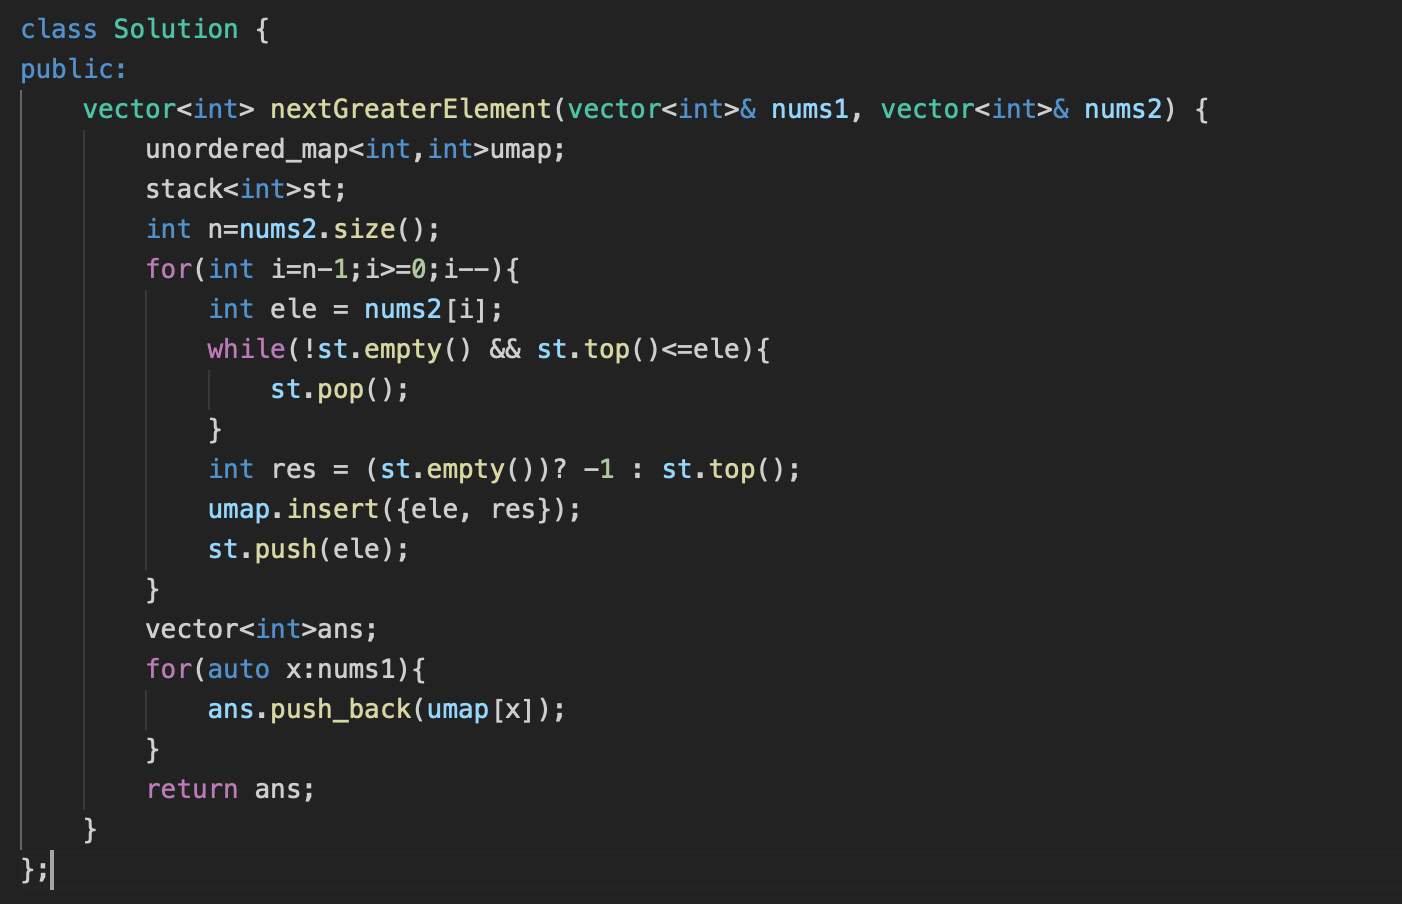 class Solution {
public:
    vector<int> nextGreaterElement(vector<int>& nums1, vector<int>& nums2) {
        unordered_map<int,int>umap;
        stack<int>st;
        int n=nums2.size();
        for(int i=n-1;i>=0;i--){
            int ele = nums2[i];
            while(!st.empty() && st.top()<=ele){
                st.pop();
            }
            int res = (st.empty())? -1 : st.top();
            umap.insert({ele, res});
            st.push(ele);
        }
        vector<int>ans;
        for(auto x:nums1){
            ans.push_back(umap[x]);
        }
        return ans;
    }
};